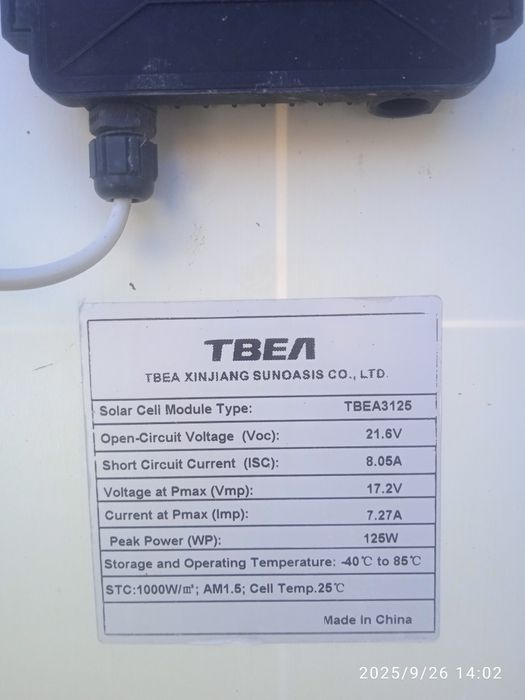 TBEA
TBEA XINJIANG SUNOASIS CO., LTD.
Solar Cell Module Type: TBEA3125
Open-Circuit Voltage (Voc): 21.6V
Short Circuit Current (ISC): 8.05A
Voltage at Pmax (Vmp): 17.2V
Current at Pmax (Imp): 7.27A
Peak Power (WP): 125W
Storage and Operating Temperature: -40℃ to 85℃
STC:1000W/㎡; AM1.5; Cell Temp.25℃
Made In China
2025/9/26 14:02